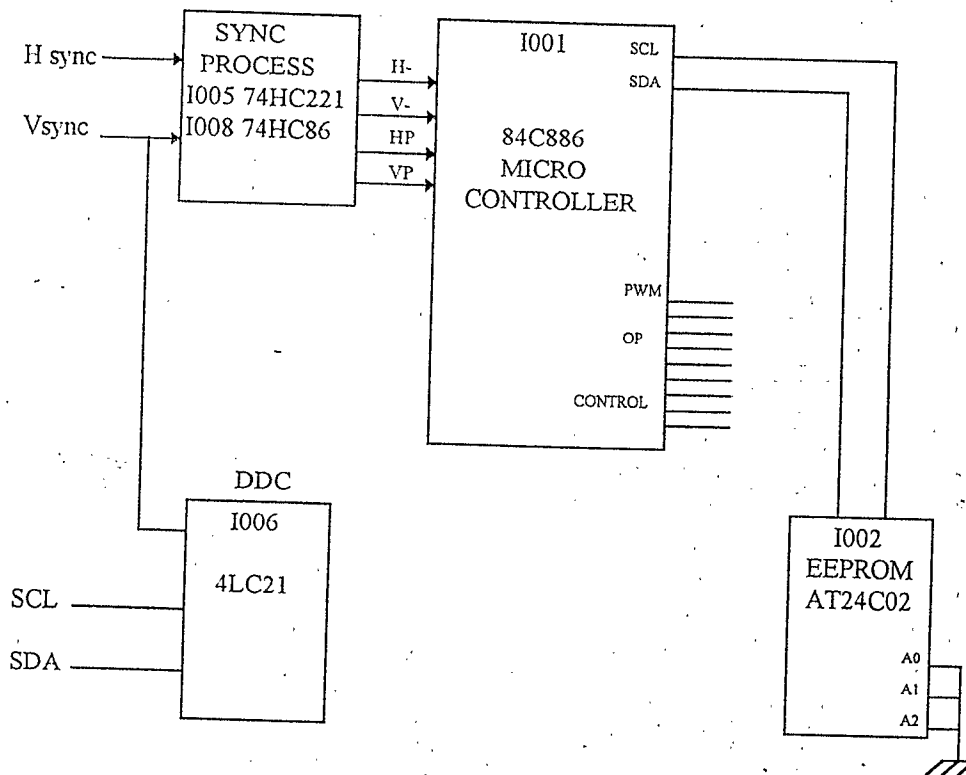 H sync
Vsync
SYNC
PROCESS
I005 74HC221
I008 74HC86
H-
V-
HP
VP
I001
SCL
SDA
84C886
MICRO
CONTROLLER
PWM
OP
CONTROL
DDC
I006
4LC21
SCL
SDA
I002
EEPROM
AT24C02
A0
A1
A2